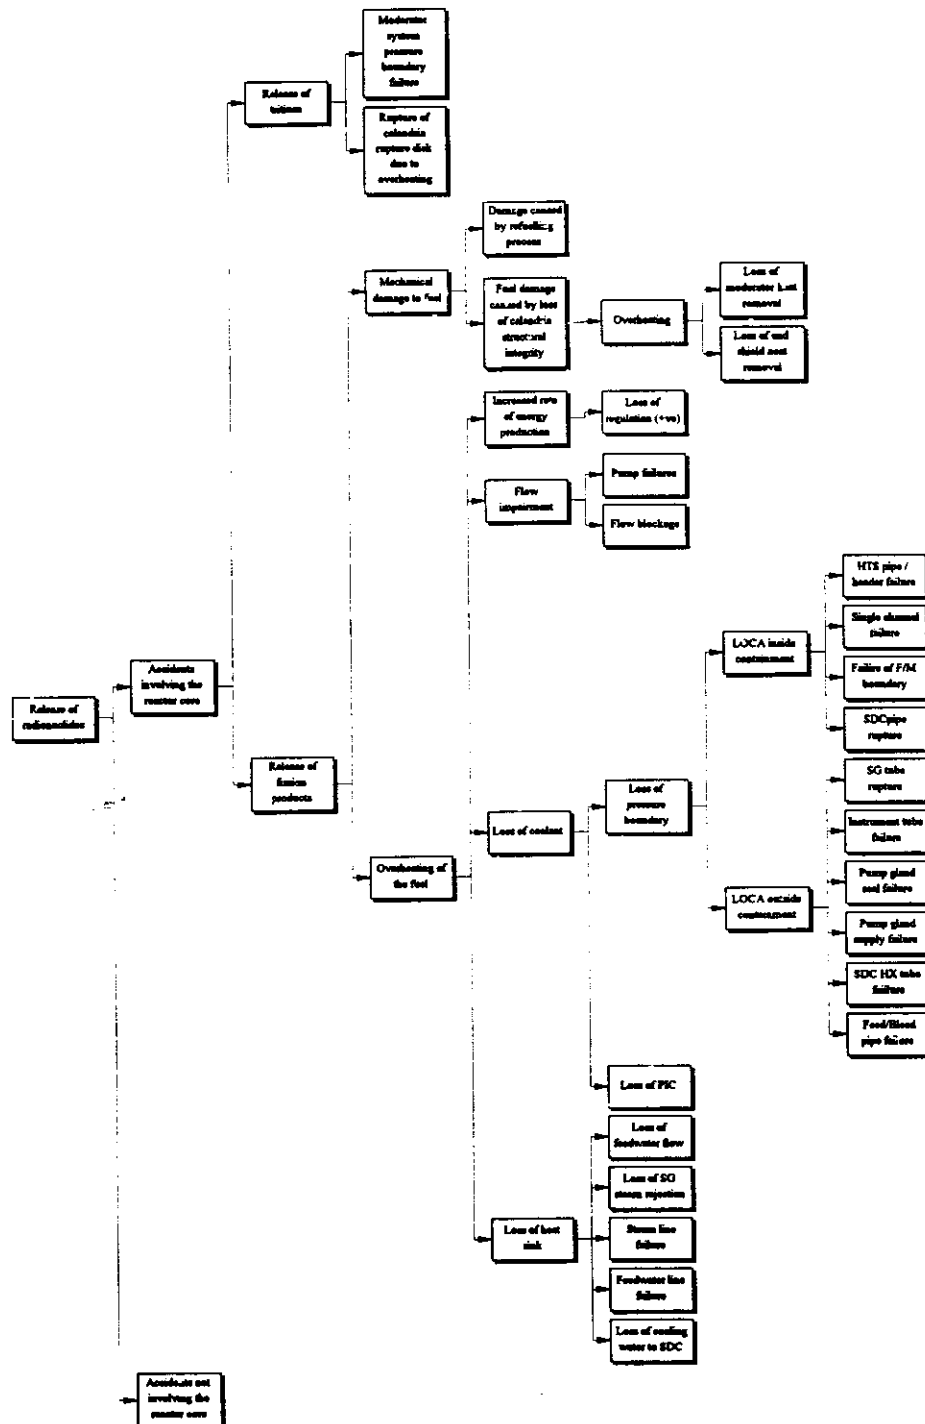 Moderator
system
pressure
boundary
failure
Release of
tritium
Rupture of
calandria
rupture disk
due to
overheating
Damage caused
by refuelling
process
Mechanical
damage to fuel
Fuel damage
caused by loss
of calandria
structural
integrity
Overheating
Loss of
moderator heat
removal
Loss of end
shield heat
removal
Increased rate
of energy
production
Loss of
regulation (+ve)
Flow
impairment
Pump failures
Flow blockage
HTS pipe /
header failure
Single channel
failure
LOCA inside
containment
Failure of F/M
boundary
SDCpipe
rupture
Accidents
involving the
reactor core
Release of
radionuclides
Release of
fission
products
Loss of
pressure
boundary
SG tube
rupture
Instrument tube
failure
Loss of coolant
Overheating of
the fuel
LOCA outside
containment
Pump gland
seal failure
Pump gland
supply failure
SDC HX tube
failure
Feed/Bleed
pipe failure
Loss of PIC
Loss of
feedwater flow
Loss of SG
steam rejection
Loss of heat
sink
Steam line
failure
Feedwater line
failure
Loss of cooling
water to SDC
Accidents not
involving the
reactor core